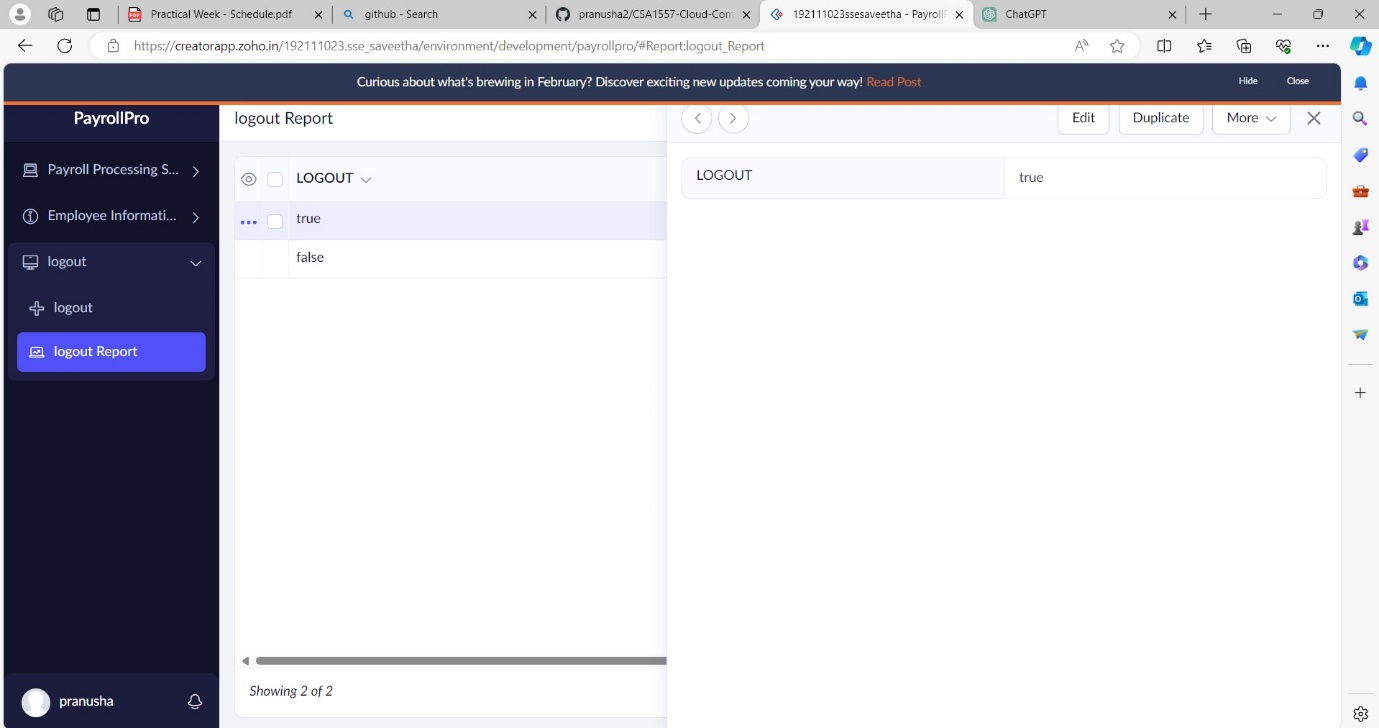 Practical Week - Schedule.pdf
github - Search
pranusha2/CSA1557-Cloud-Com
192111023ssesaveetha - Payroll
ChatGPT
https://creatorapp.zoho.in/192111023.sse_saveetha/environment/development/payrollpro/#Report:logout_Report
Curious about what's brewing in February? Discover exciting new updates coming your way! Read Post
Hide
Close
PayrollPro
logout Report
Edit
Duplicate
More
Payroll Processing S...
Employee Informati...
logout
logout
logout Report
LOGOUT
true
false
LOGOUT
true
Showing 2 of 2
pranusha